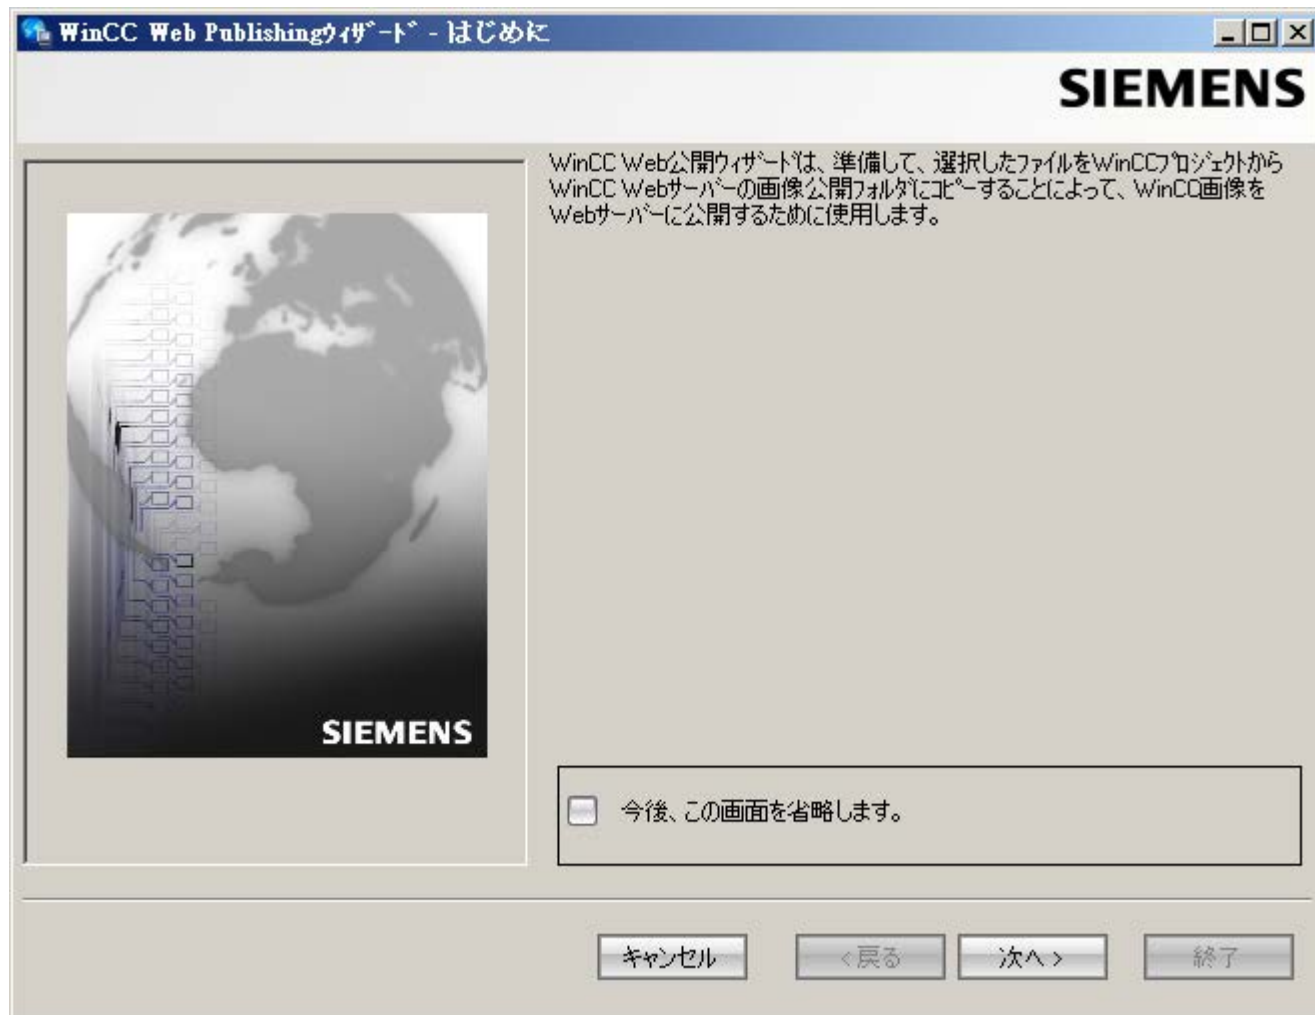 WinCC Web Publishingウィザード - はじめに
SIEMENS
WinCC Web公開ウィザードは、準備して、選択したファイルをWinCCプロジェクトから
WinCC Webサーバーの画像公開フォルダにコピーすることによって、WinCC画像を
Webサーバーに公開するために使用します。
SIEMENS
今後、この画面を省略します。
キャンセル
<戻る
次へ>
終了